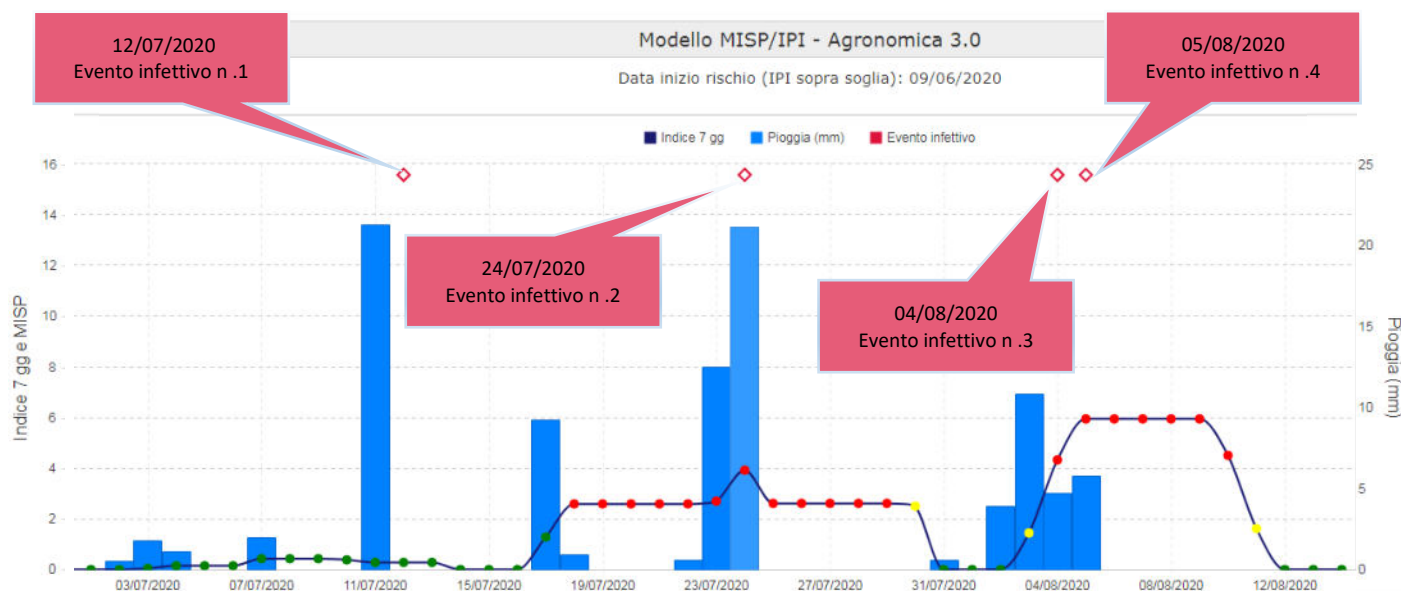 12/07/2020
Evento infettivo n .1
Modello MISP/IPI - Agronomica 3.0
Data inizio rischio (IPI sopra soglia): 09/06/2020
05/08/2020
Evento infettivo n .4
Indice 7 gg
Pioggia (mm)
Evento infettivo
24/07/2020
Evento infettivo n .2
04/08/2020
Evento infettivo n .3
Indice 7 gg e MISP
16
14
12
10
8
6
4
2
0
Pioggia (mm)
25
20
15
10
5
0
03/07/2020
07/07/2020
11/07/2020
15/07/2020
19/07/2020
23/07/2020
27/07/2020
31/07/2020
04/08/2020
08/08/2020
12/08/2020